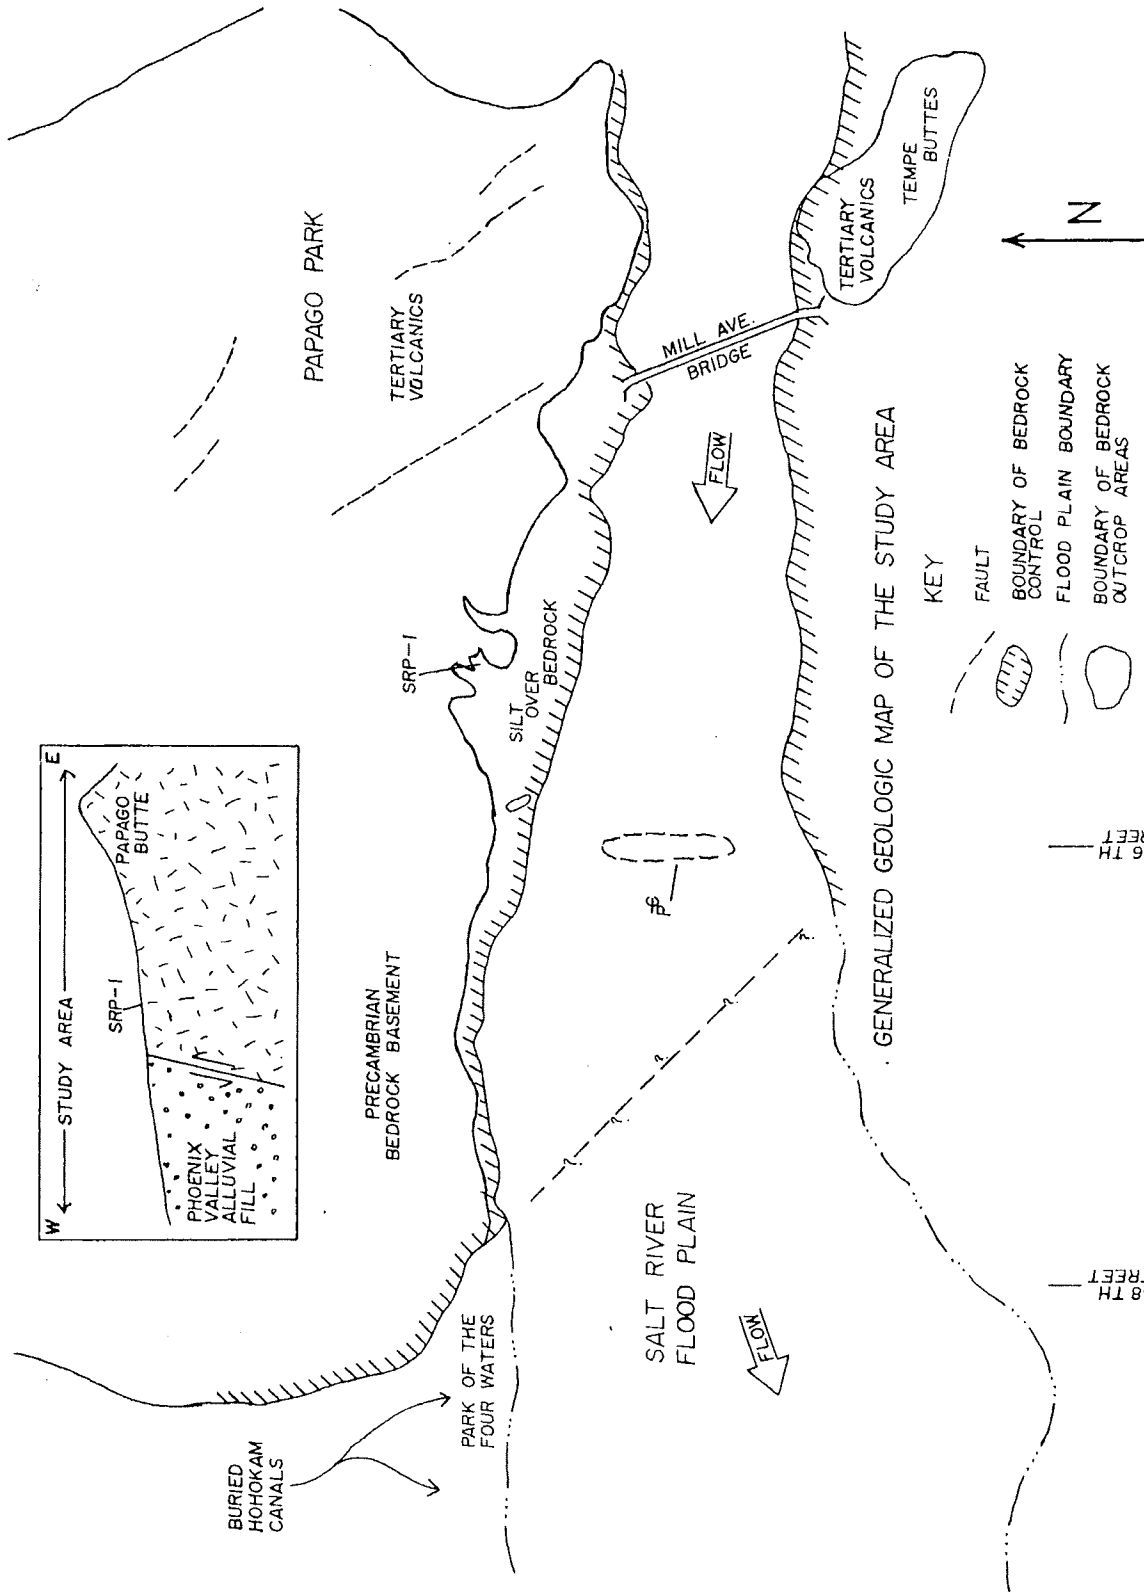 W
STUDY AREA
E
SRP-1
PAPAGO
BUTTE
PHOENIX
VALLEY
ALLUVIAL
FILL
PAPAGO PARK
TERTIARY
VOLCANICS
BURIED
HOHOKAM
CANALS
PRECAMBRIAN
BEDROCK BASEMENT
SRP-1
PARK OF THE
FOUR WATERS
SILT
OVER
BEDROCK
?
?
?
?
?
SALT RIVER
FLOOD PLAIN
FLOW
FLOW
MILL AVE.
BRIDGE
TERTIARY
VOLCANICS
TEMPE
BUTTES
GENERALIZED GEOLOGIC MAP OF THE STUDY AREA
KEY
FAULT
BOUNDARY OF BEDROCK
CONTROL
FLOOD PLAIN BOUNDARY
BOUNDARY OF BEDROCK
OUTCROP AREAS
N